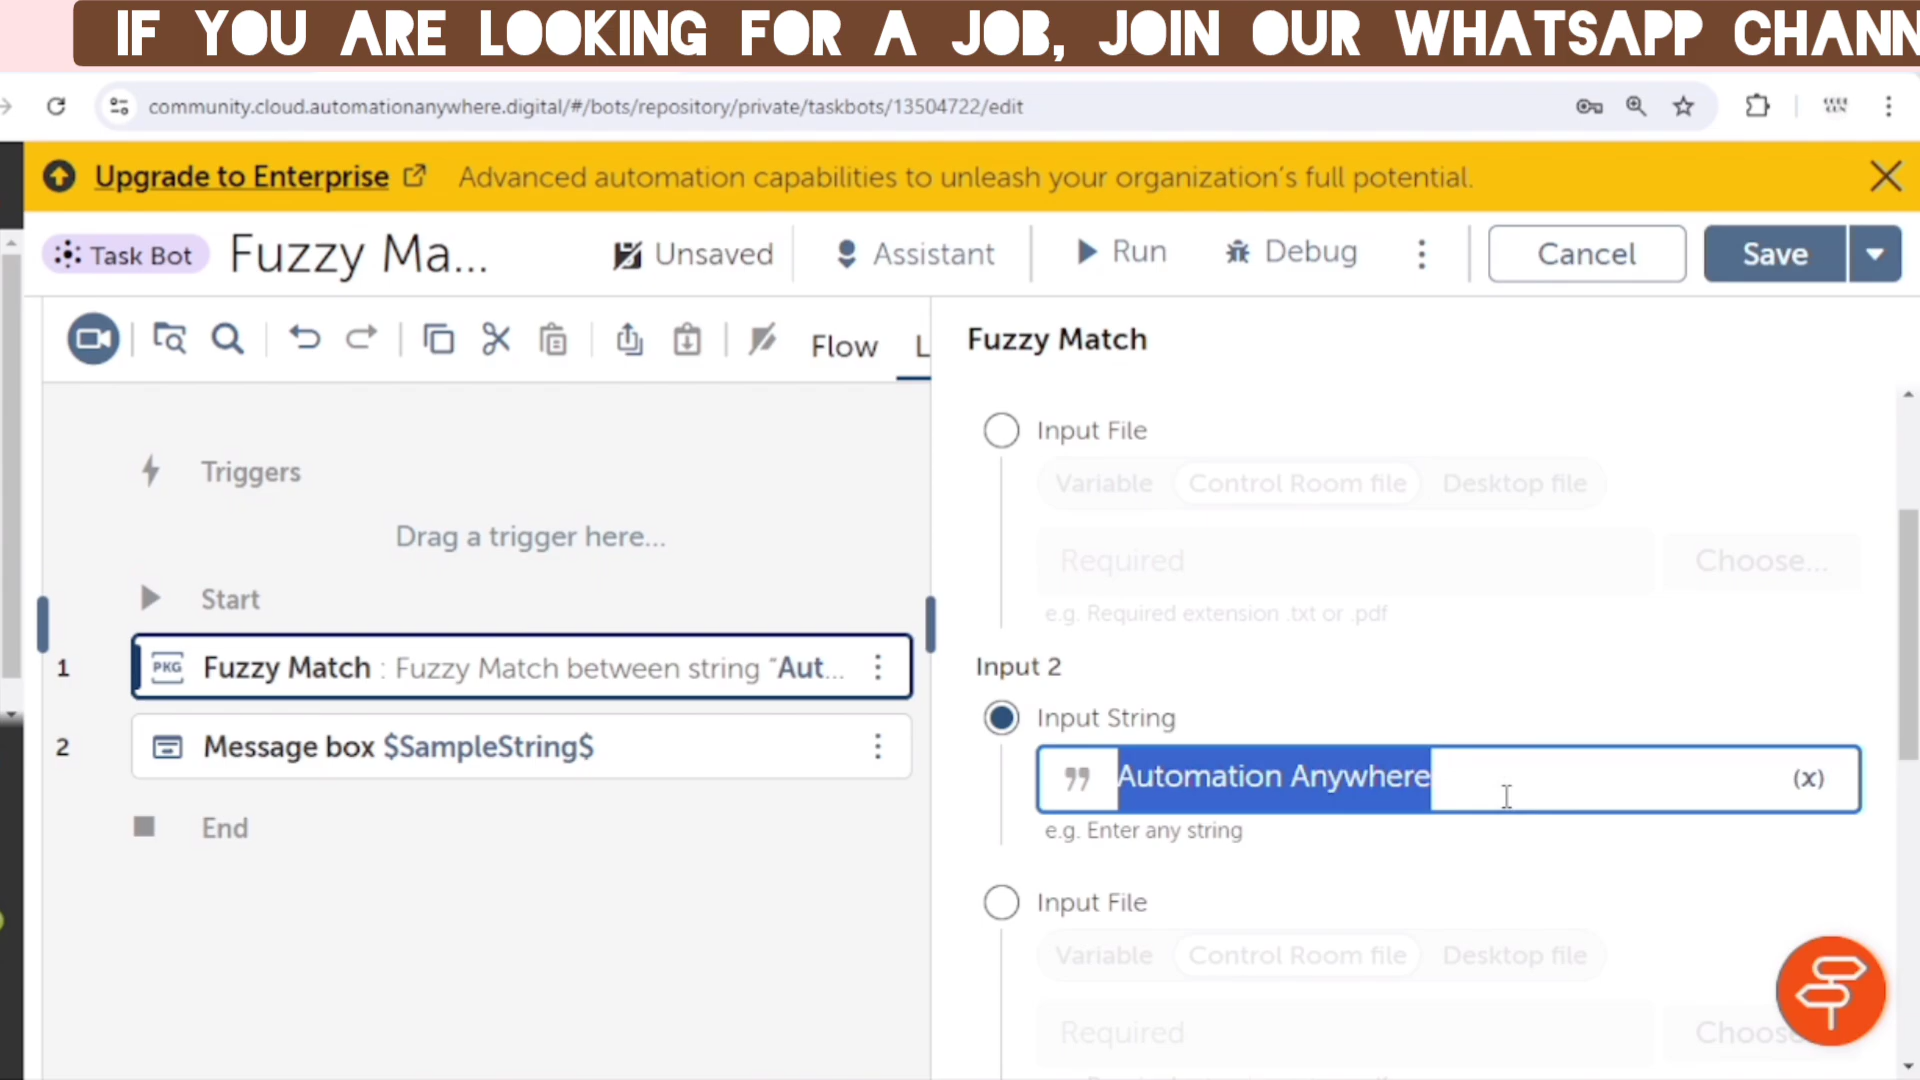 IF YOU ARE LOOKING FOR A JOB, JOIN OUR WHATSAPP CHANN
community.cloud.automationanywhere.digital/#/bots/repository/private/taskbots/13504722/edit
Upgrade to Enterprise Advanced automation capabilities to unleash your organization's full potential.
Task Bot Fuzzy Ma... Unsaved Assistant Run Debug Cancel Save
Flow L
Fuzzy Match
Input File
Variable Control Room file Desktop file
Required Choose...
e.g. Required extension .txt or .pdf
Triggers
Drag a trigger here...
Start
1 PKG Fuzzy Match : Fuzzy Match between string "Aut...
2 Message box $SampleString$
End
Input 2
Input String
Automation Anywhere (x)
e.g. Enter any string
Input File
Variable Control Room file Desktop file
Required Choose